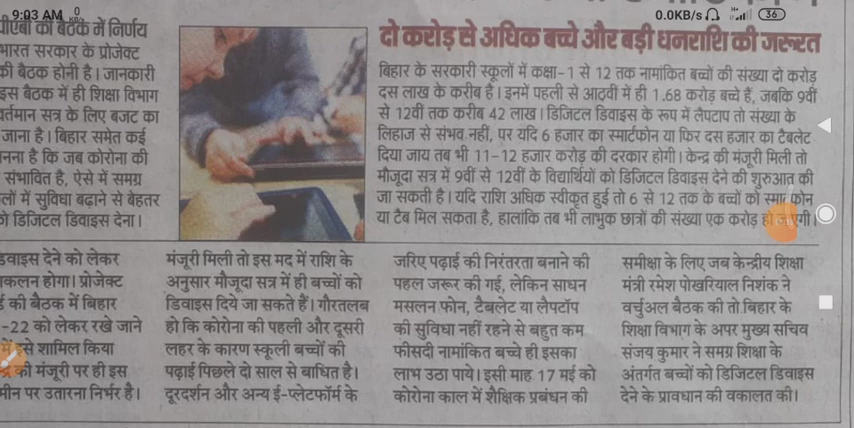 9:03 AM
0.0KB/s
36
की बैठक में निर्णय
भारत सरकार के प्रोजेक्ट
की बैठक होनी है। जानकारी
इस बैठक में ही शिक्षा विभाग
वर्तमान सत्र के लिए बजट का
जाना है। बिहार समेत कई
मानना है कि जब कोरोना की
संभावित है, ऐसे में समग्र
लों में सुविधा बढ़ाने से बेहतर
को डिजिटल डिवाइस देना।
दो करोड़ से अधिक बच्चे और बड़ी धनराशि की जरूरत
बिहार के सरकारी स्कूलों में कक्षा-1 से 12 तक नामांकित बच्चों की संख्या दो करोड़
दस लाख के करीब है। इनमें पहली से आठवीं में ही 1.68 करोड़ बच्चे हैं, जबकि 9वीं
से 12वीं तक करीब 42 लाख। डिजिटल डिवाइस के रूप में लैपटाप तो संख्या के
लिहाज से संभव नहीं, पर यदि 6 हजार का स्मार्टफोन या फिर दस हजार का टैबलेट
दिया जाय तब भी 11-12 हजार करोड़ की दरकार होगी। केन्द्र की मंजूरी मिली तो
मौजूदा सत्र में 9वीं से 12वीं के विद्यार्थियों को डिजिटल डिवाइस देने की शुरुआत की
जा सकती है। यदि राशि अधिक स्वीकृत हुई तो 6 से 12 तक के बच्चों को स्मार्टफोन
या टैब मिल सकता है, हालांकि तब भी लाभुक छात्रों की संख्या एक करोड़ ही
डिवाइस देने को लेकर
कलन होगा। प्रोजेक्ट
की बैठक में बिहार
-22 को लेकर रखे जाने
में इसे शामिल किया
की मंजूरी पर ही इस
मीन पर उतारना निर्भर है।
मंजूरी मिली तो इस मद में राशि के
अनुसार मौजूदा सत्र में ही बच्चों को
डिवाइस दिये जा सकते हैं। गौरतलब
हो कि कोरोना की पहली और दूसरी
लहर के कारण स्कूली बच्चों की
पढ़ाई पिछले दो साल से बाधित है।
दूरदर्शन और अन्य ई-प्लेटफॉर्म के
जरिए पढ़ाई की निरंतरता बनाने की
पहल जरूर की गई, लेकिन साधन
मसलन फोन, टैबलेट या लैपटॉप
की सुविधा नहीं रहने से बहुत कम
फीसदी नामांकित बच्चे ही इसका
लाभ उठा पाये। इसी माह 17 मई को
कोरोना काल में शैक्षिक प्रबंधन की
समीक्षा के लिए जब केन्द्रीय शिक्षा
मंत्री रमेश पोखरियाल निशंक ने
वर्चुअल बैठक की तो बिहार के
शिक्षा विभाग के अपर मुख्य सचिव
संजय कुमार ने समग्र शिक्षा के
अंतर्गत बच्चों को डिजिटल डिवाइस
देने के प्रावधान की वकालत की।